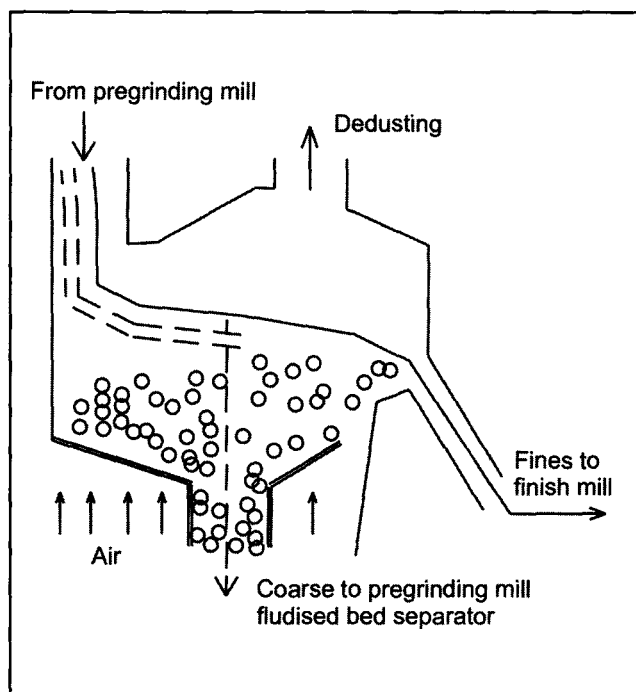 From pregrinding mill
Dedusting
Fines to
finish mill
Air
Coarse to pregrinding mill
fludised bed separator